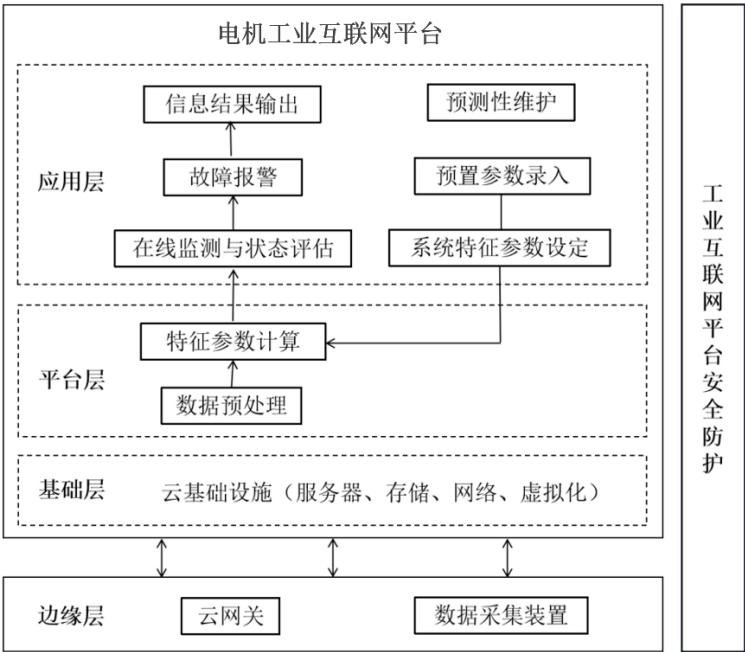 电机工业互联网平台
信息结果输出
预测性维护
应用层
故障报警
预置参数录入
在线监测与状态评估
系统特征参数设定
特征参数计算
平台层
数据预处理
基础层
云基础设施（服务器、存储、网络、虚拟化）
边缘层
云网关
数据采集装置
工业互联网平台安全防护